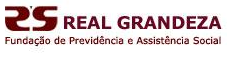 REAL GRANDEZA
Fundação de Previdência e Assistência Social